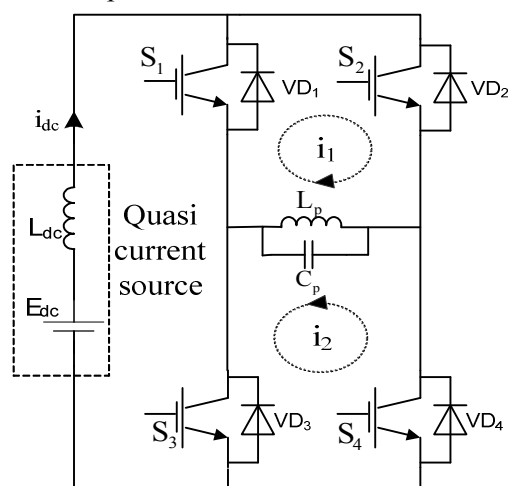 S1
VD1
S2
VD2
idc
i1
Ldc
Quasi
current
source
Lp
Cp
Edc
i2
S3
VD3
S4
VD4